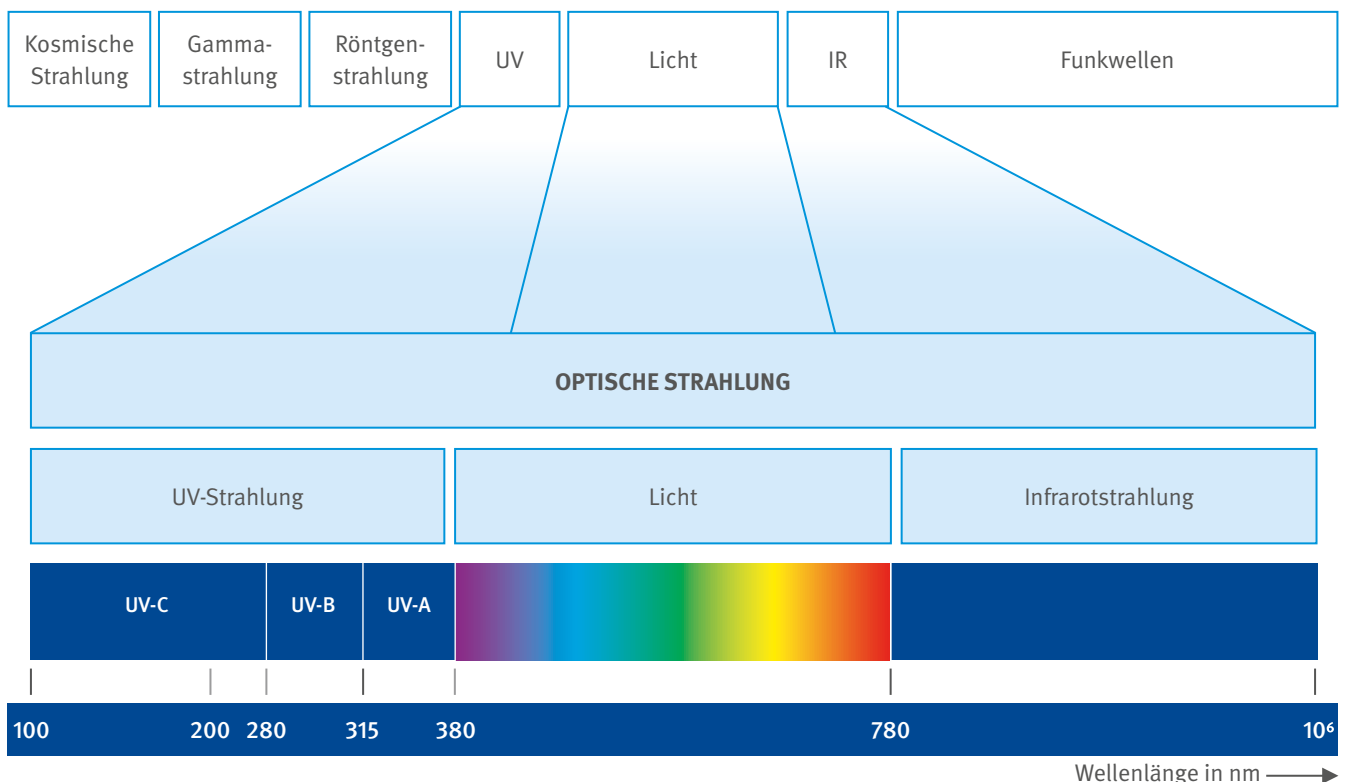 Kosmische
Strahlung
Gamma-
strahlung
Röntgen-
strahlung
UV
Licht
IR
Funkwellen
OPTISCHE STRAHLUNG
UV-Strahlung
Licht
Infrarotstrahlung
UV-C
UV-B
UV-A
100
200
280
315
380
780
10⁶
Wellenlänge in nm